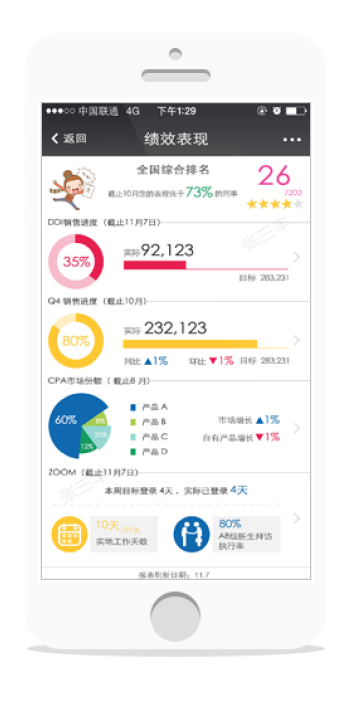 中国联通 4G 下午1:29
返回 绩效表现
全国综合排名
26
/200
截止10月您的表现优于73%的同事
DDI销售进度（截止11月7日）
35%
实际92,123
目标 283,231
Q4 销售进度（截止10月）
80%
实际 232,123
同比 ▲1% 环比 ▼1% 目标 283,231
CPA市场份额（截止8 月）
60%
8%
20%
12%
产品 A
产品 B
产品 C
产品 D
市场增长 ▲1%
自有产品增长 ▼1%
ZOOM（截止11月7日）
本周目标登录 4天，实际已登录 4天
10天
实地工作天数
80%
AB级医生拜访
执行率
报表刷新日期：11.7
张三丰